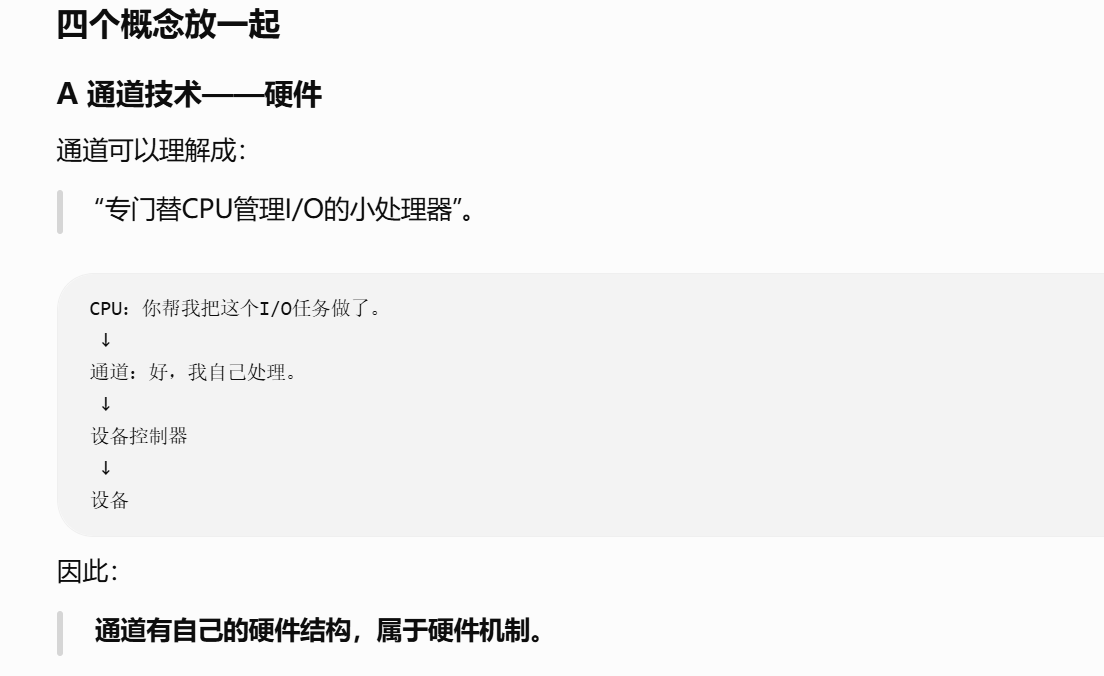 四个概念放一起
A 通道技术——硬件
通道可以理解成：
“专门替CPU管理I/O的小处理器”。
CPU：你帮我把这个I/O任务做了。
↓
通道：好，我自己处理。
↓
设备控制器
↓
设备
因此：
通道有自己的硬件结构，属于硬件机制。